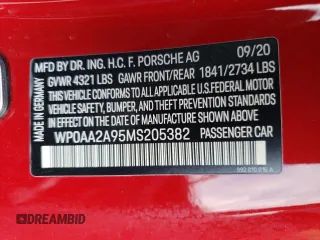 MFD BY DR. ING. H.C. F. PORSCHE AG 09/20
GVWR 4321 LBS GAWR FRONT/REAR 1841/2734 LBS
THIS VEHICLE CONFORMS TO ALL APPLICABLE FEDERAL MOTOR
VEHICLE SAFETY, BUMPER, AND THEFT PREVENTION STANDARDS
IN EFFECT ON THE DATE OF MANUFACTURE SHOWN ABOVE.
WP0AA2A95MS205382 PASSENGER CAR
MADE IN GERMANY
DREAMBID